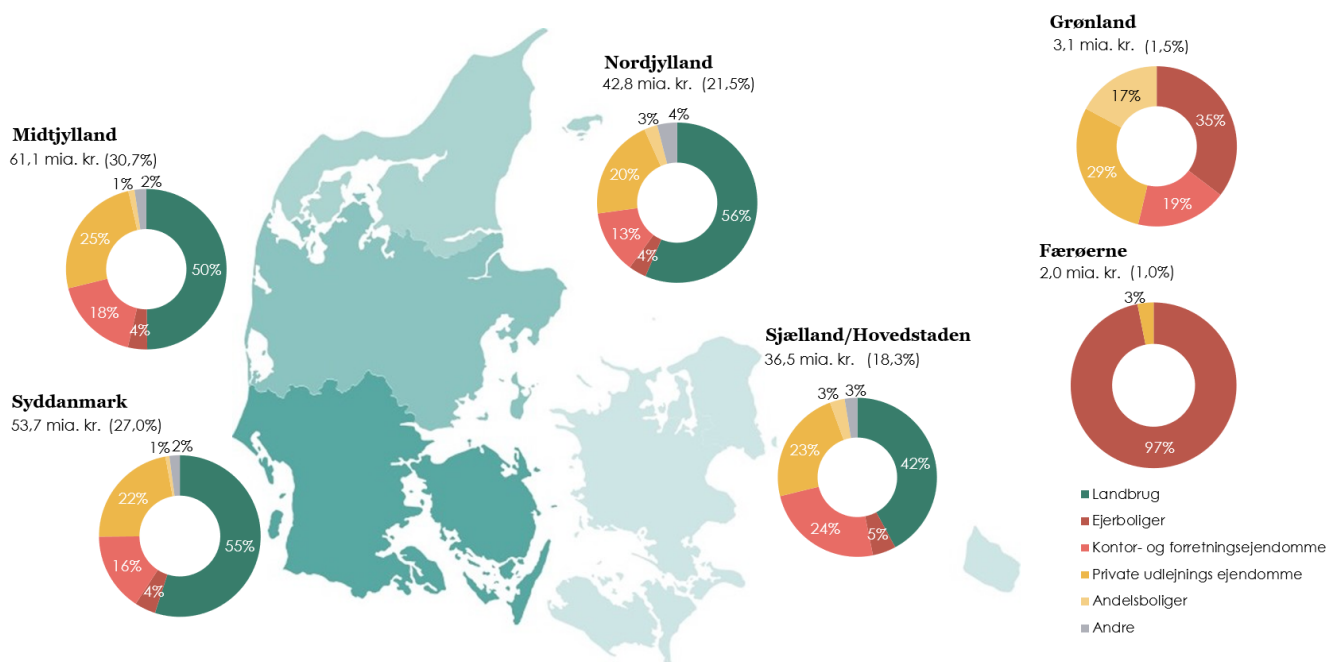 Grønland
3,1 mia. kr. (1,5%)
17%
35%
29%
19%
Nordjylland
42,8 mia. kr. (21,5%)
3%
4%
20%
56%
13%
4%
Midtjylland
61,1 mia. kr. (30,7%)
1%
2%
25%
50%
18%
4%
Færøerne
2,0 mia. kr. (1,0%)
3%
97%
Sjælland/Hovedstaden
36,5 mia. kr. (18,3%)
3%
3%
23%
42%
24%
5%
Syddanmark
53,7 mia. kr. (27,0%)
1%
2%
22%
55%
16%
4%
Landbrug
Ejerboliger
Kontor- og forretningsejendomme
Private udlejnings ejendomme
Andelsboliger
Andre